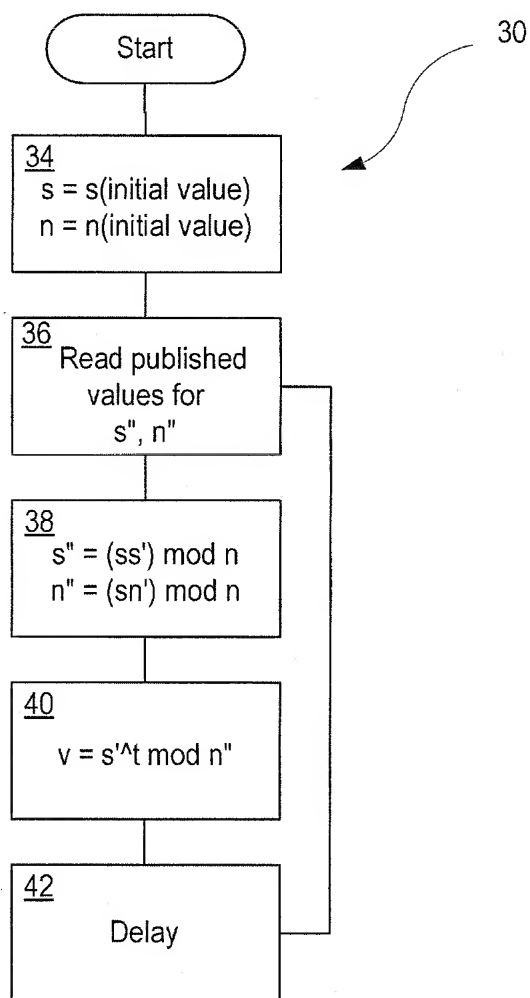 Start
30
34
s = s(initial value)
n = n(initial value)
36
Read published
values for
s", n"
38
s" = (ss') mod n
n" = (sn') mod n
40
v = s'^t mod n"
42
Delay